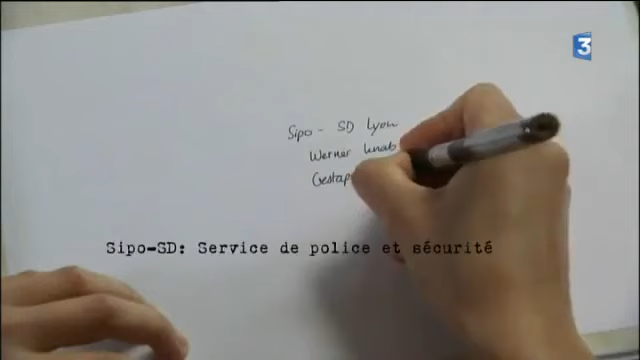 3
Sipo - SD Lyon
Werner Knab
Gestap
Sipo-SD: Service de police et sécurité